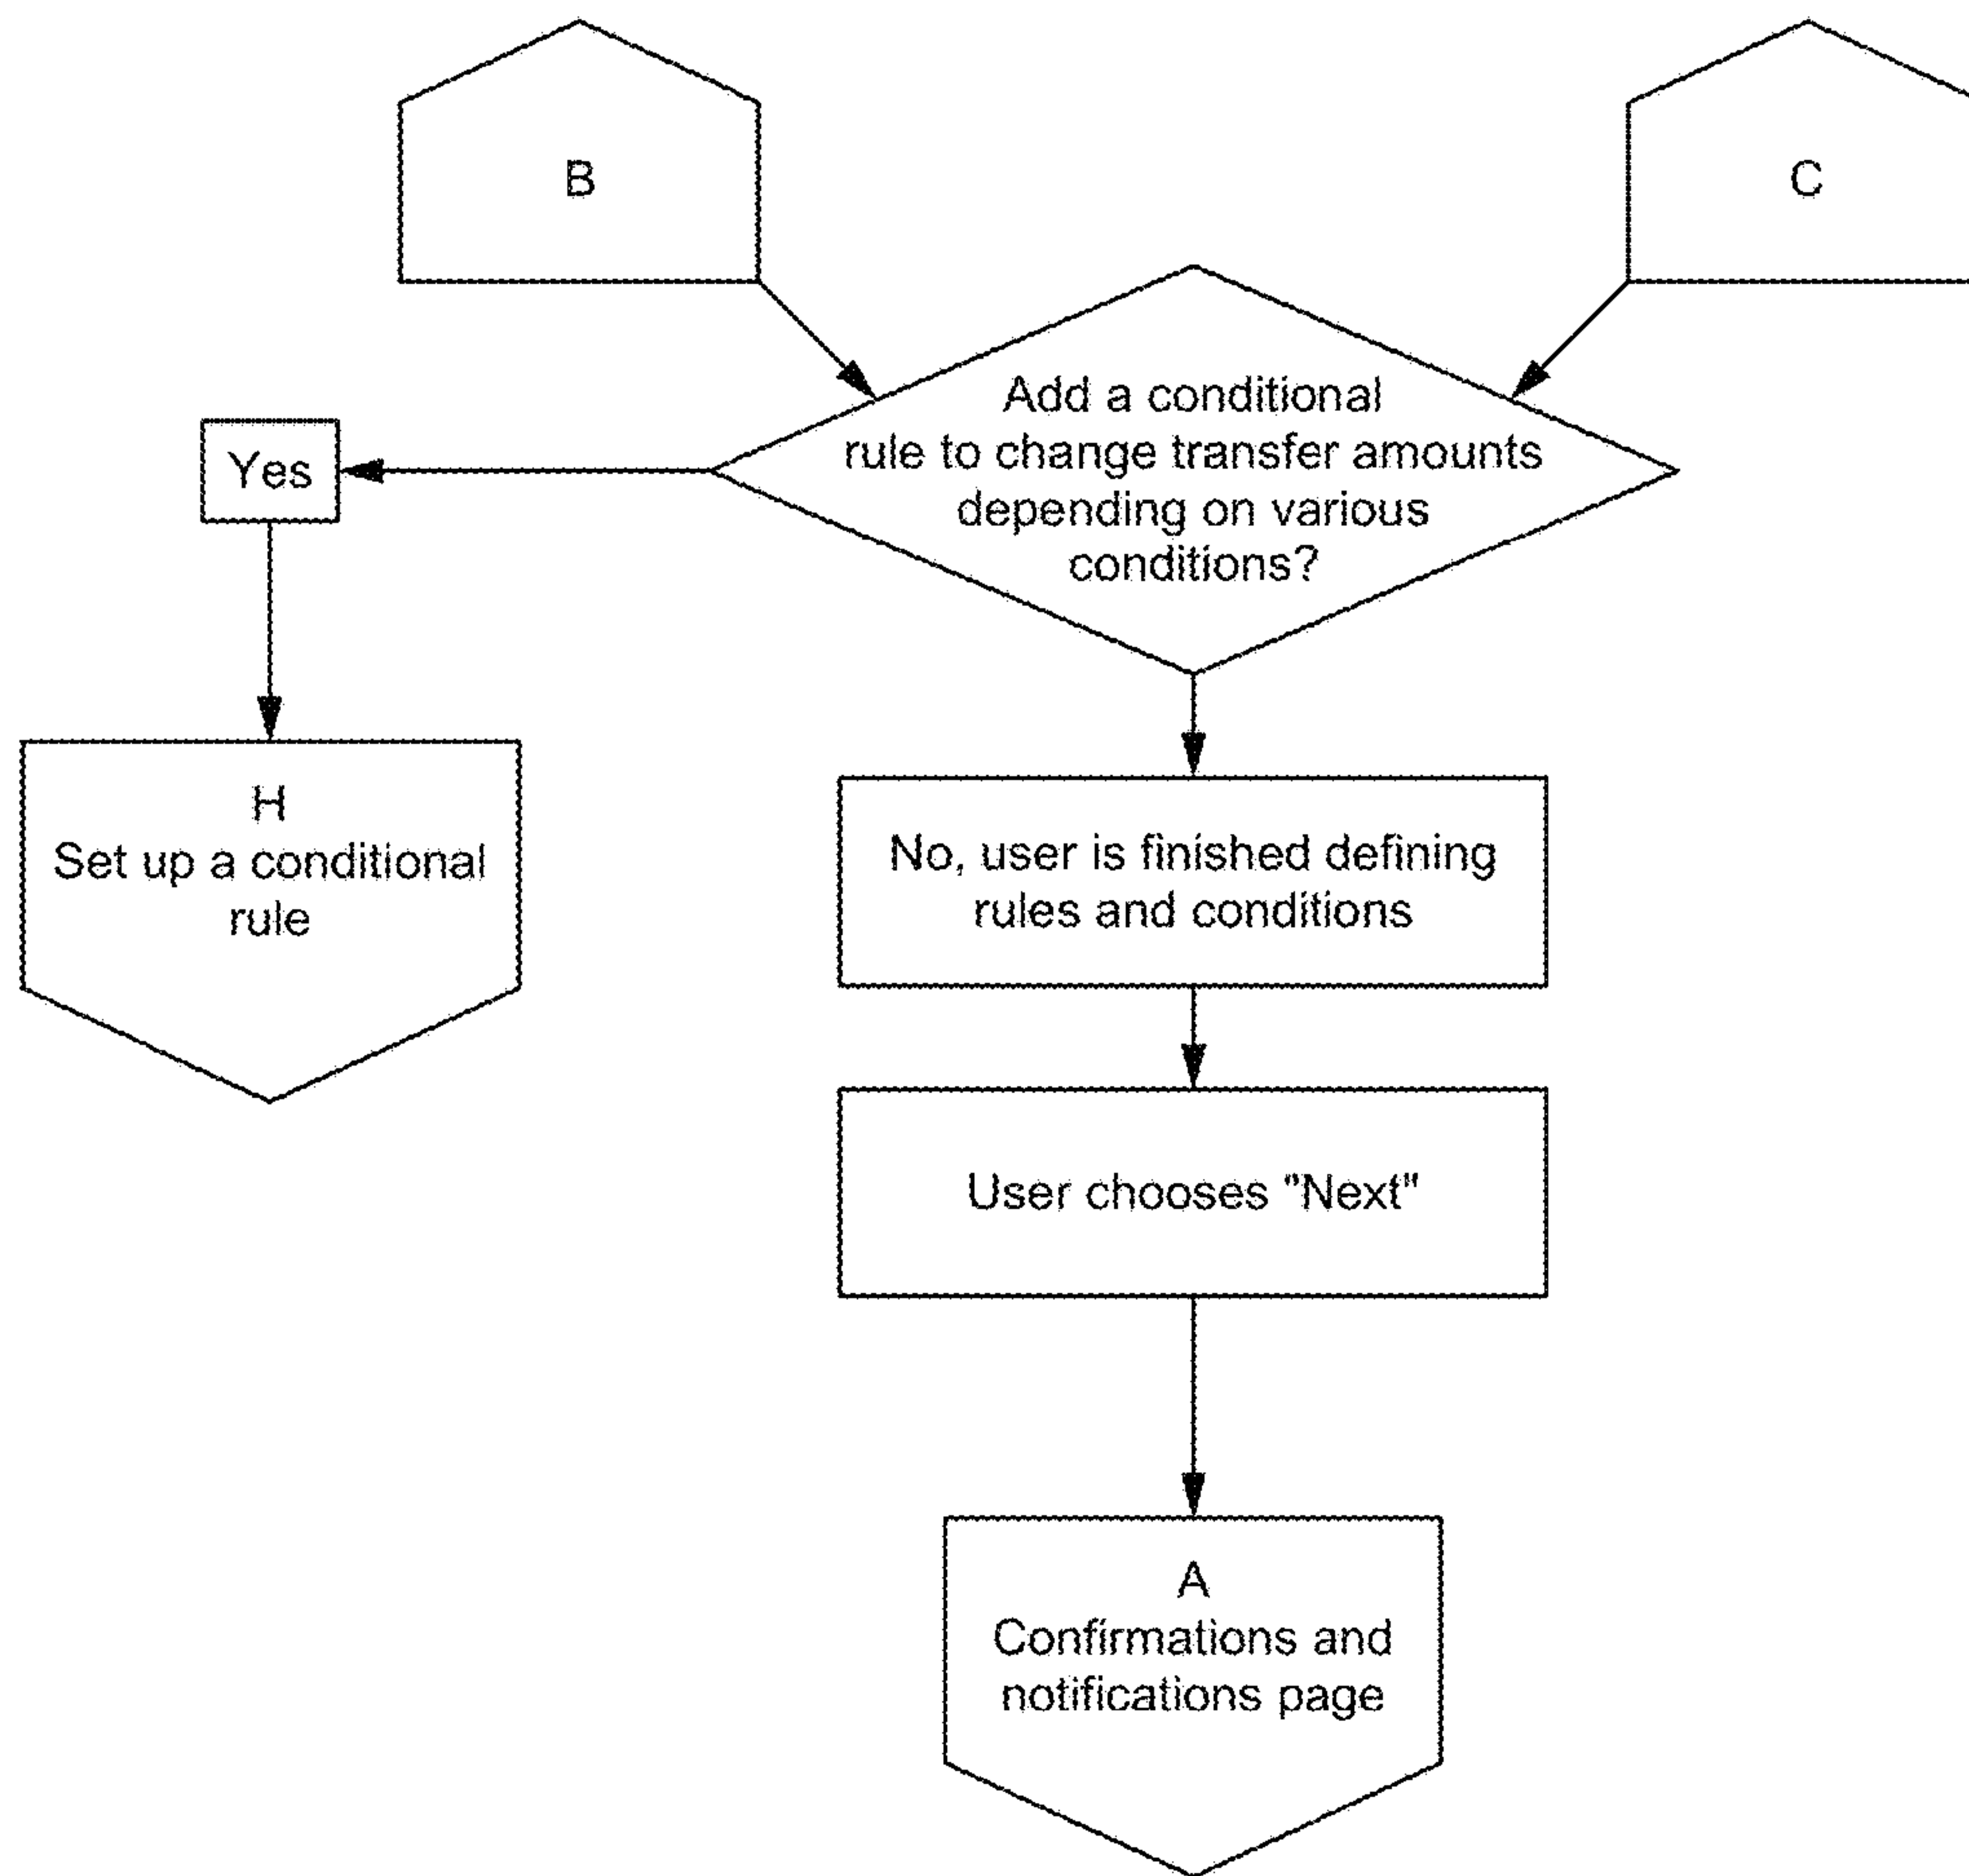 B
C
Add a conditional
rule to change transfer amounts
depending on various
conditions?
Yes
H
Set up a conditional
rule
No, user is finished defining
rules and conditions
User chooses "Next"
A
Confirmations and
notifications page